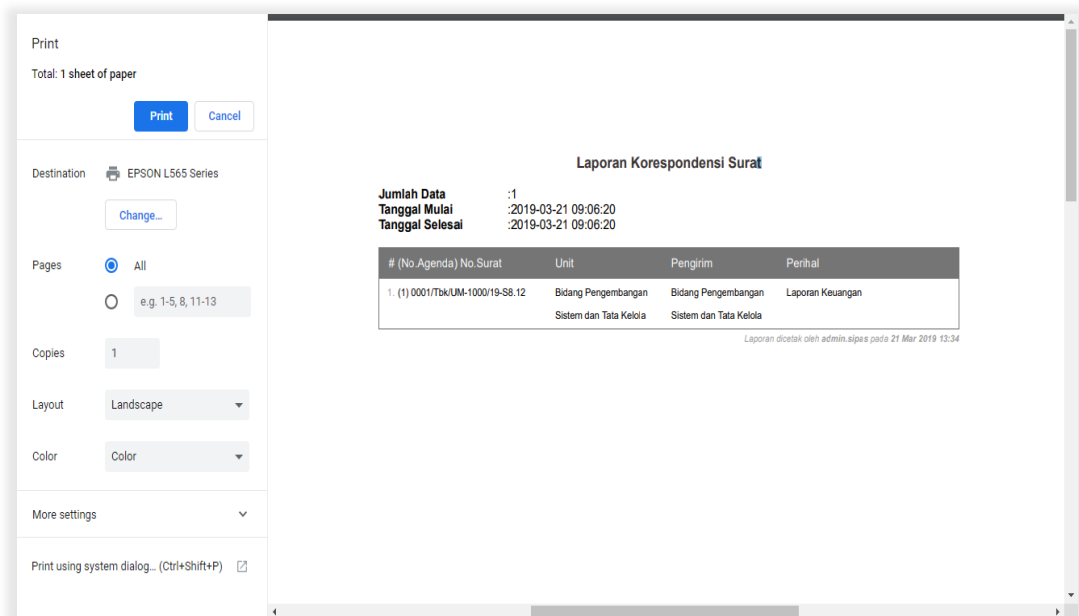 Print
Total: 1 sheet of paper
Print
Cancel
Destination
EPSON L565 Series
Change...
Pages
All
e.g. 1-5, 8, 11-13
Copies
1
Layout
Landscape
Color
Color
More settings
Print using system dialog... (Ctrl+Shift+P)
Laporan Korespondensi Surat
Jumlah Data :1
Tanggal Mulai :2019-03-21 09:06:20
Tanggal Selesai :2019-03-21 09:06:20
# (No.Agenda) No.Surat Unit Pengirim Perihal
1. (1) 0001/Tbk/UM-1000/19-S8.12 Bidang Pengembangan Bidang Pengembangan Laporan Keuangan
Sistem dan Tata Kelola Sistem dan Tata Kelola
Laporan dicetak oleh admin.sipas pada 21 Mar 2019 13:34